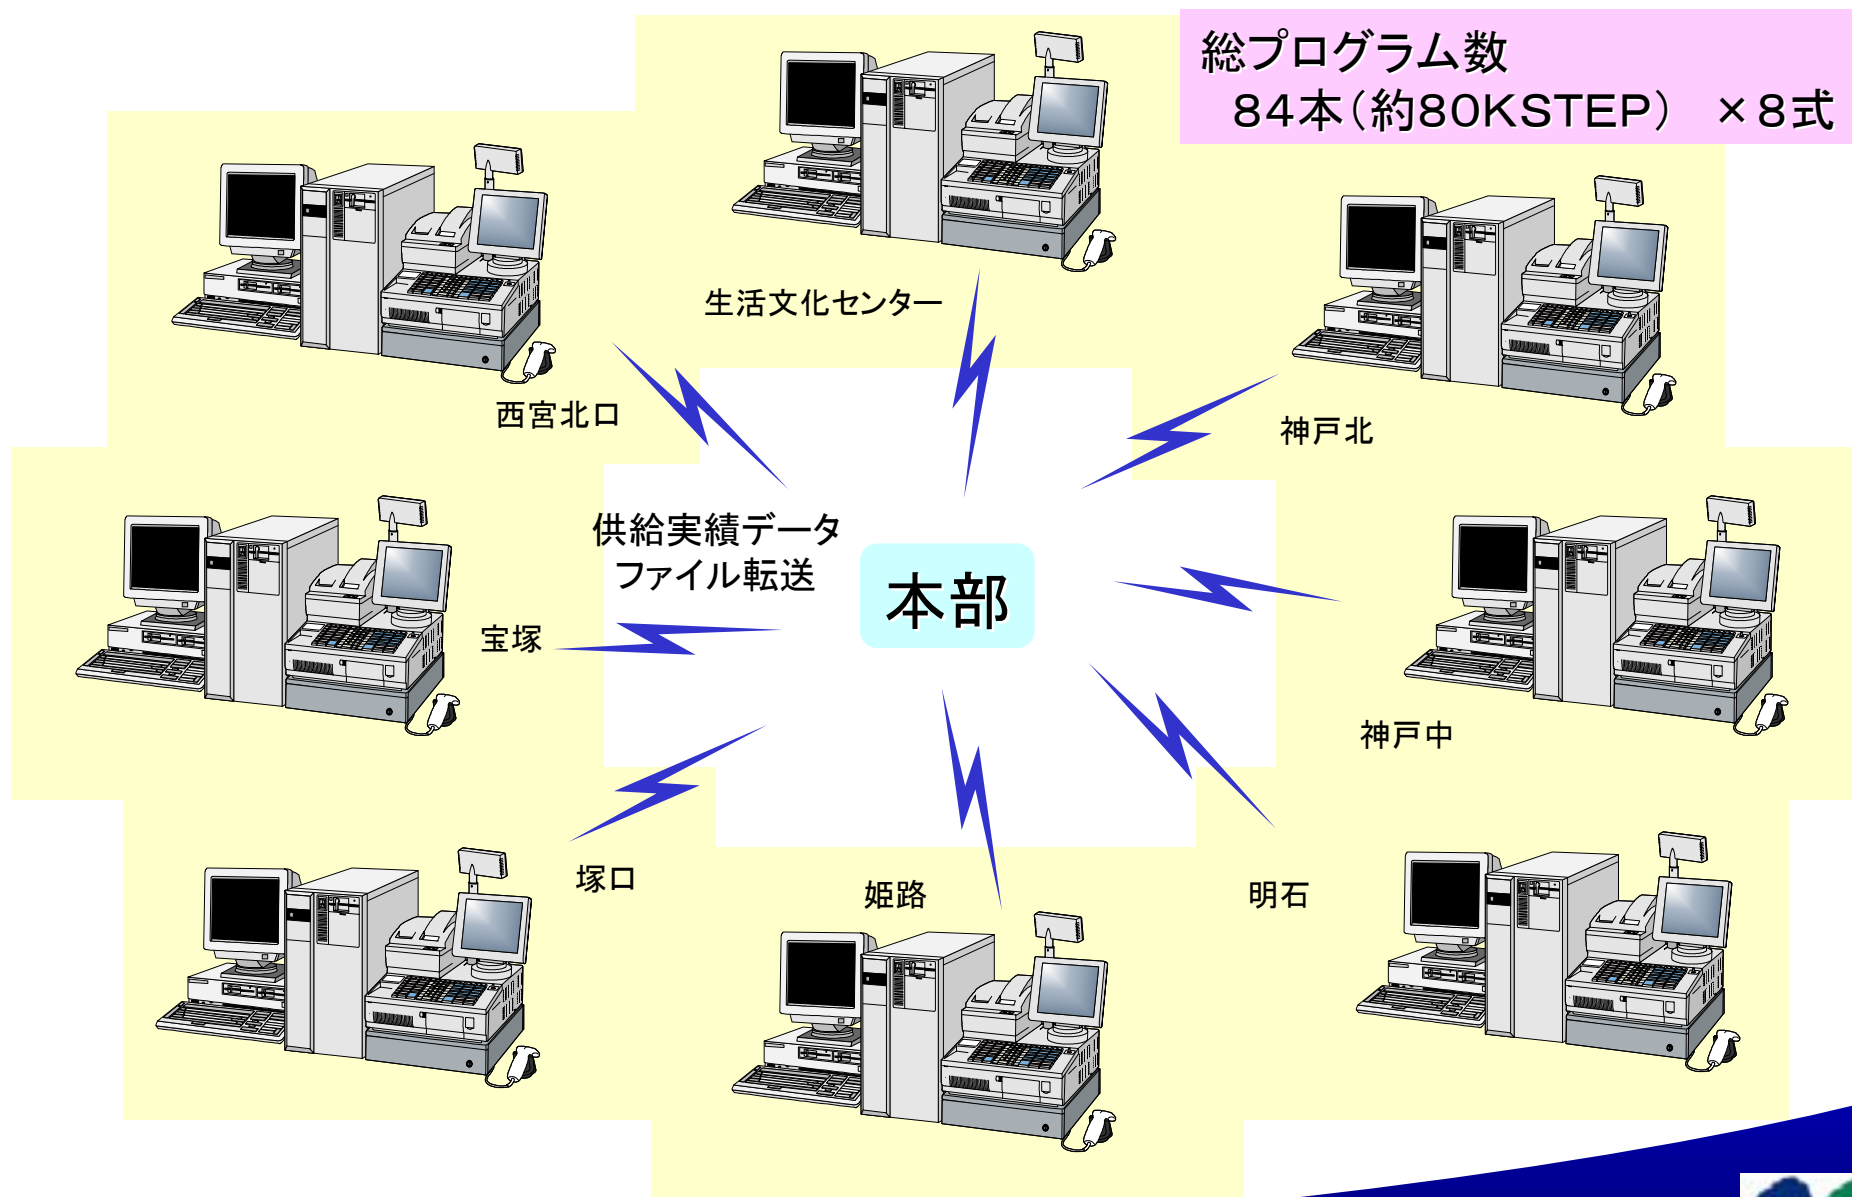 総プログラム数
84本(約80KSTEP) ×8式
生活文化センター
西宮北口
神戸北
供給実績データ
ファイル転送
本部
宝塚
神戸中
塚口
姫路
明石